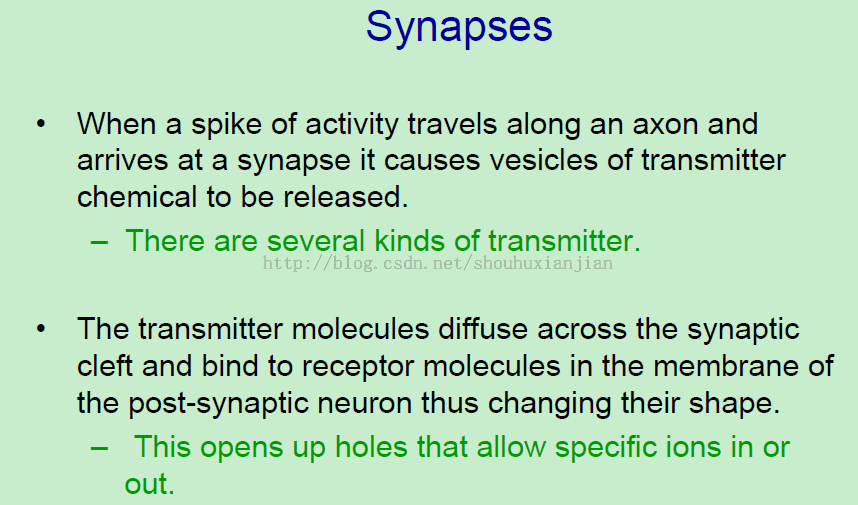 Synapses
• When a spike of activity travels along an axon and
arrives at a synapse it causes vesicles of transmitter
chemical to be released.
– There are several kinds of transmitter.
http://blog.csdn.net/shouhuxianjian
• The transmitter molecules diffuse across the synaptic
cleft and bind to receptor molecules in the membrane of
the post-synaptic neuron thus changing their shape.
– This opens up holes that allow specific ions in or
out.